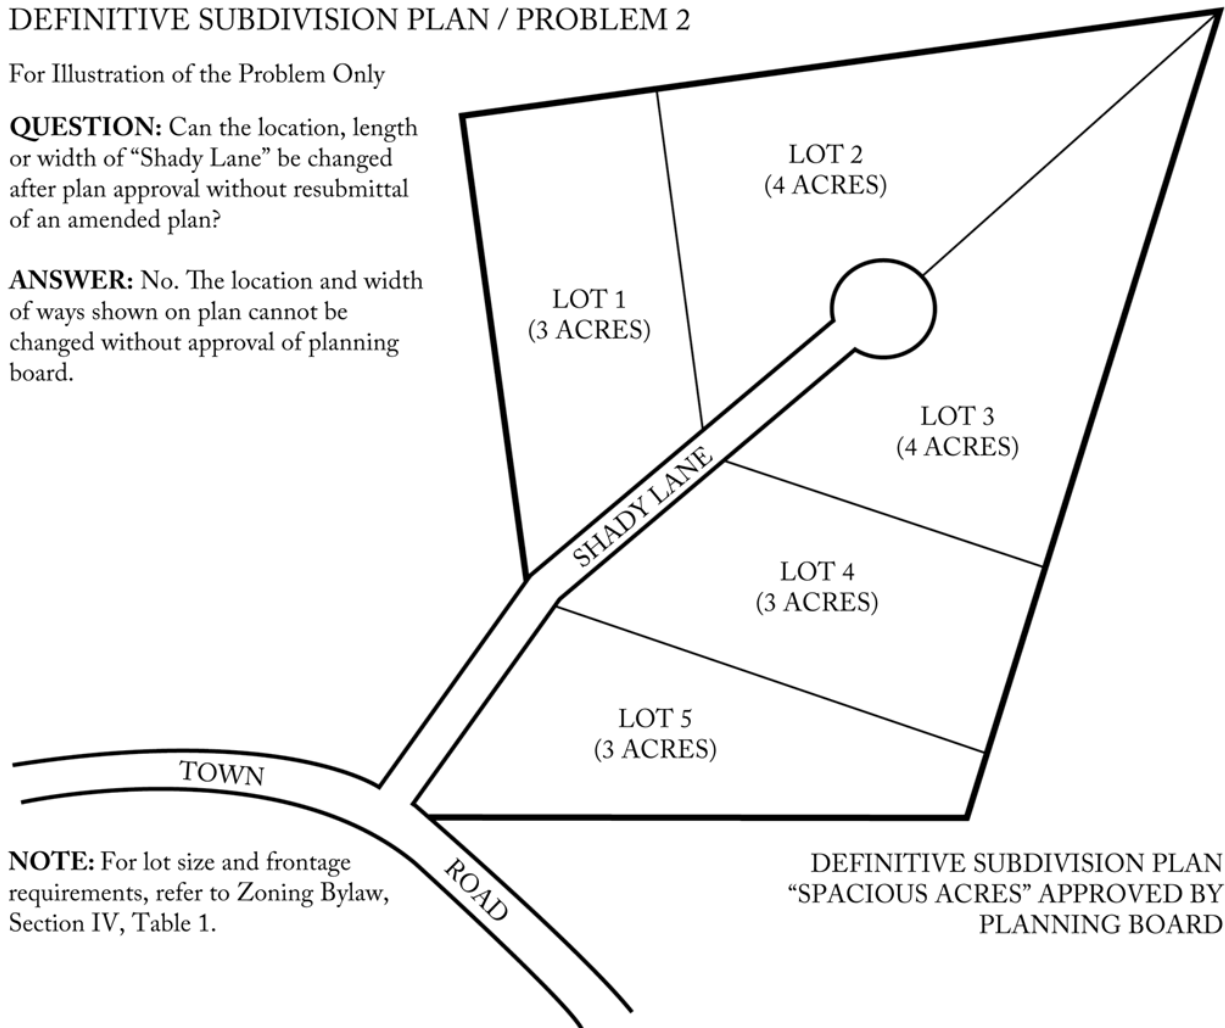 DEFINITIVE SUBDIVISION PLAN / PROBLEM 2
For Illustration of the Problem Only
QUESTION: Can the location, length
or width of “Shady Lane” be changed
after plan approval without resubmittal
of an amended plan?
ANSWER: No. The location and width
of ways shown on plan cannot be
changed without approval of planning
board.
LOT 1
(3 ACRES)
LOT 2
(4 ACRES)
LOT 3
(4 ACRES)
SHADY LANE
LOT 4
(3 ACRES)
LOT 5
(3 ACRES)
TOWN
ROAD
NOTE: For lot size and frontage
requirements, refer to Zoning Bylaw,
Section IV, Table 1.
DEFINITIVE SUBDIVISION PLAN
“SPACIOUS ACRES” APPROVED BY
PLANNING BOARD